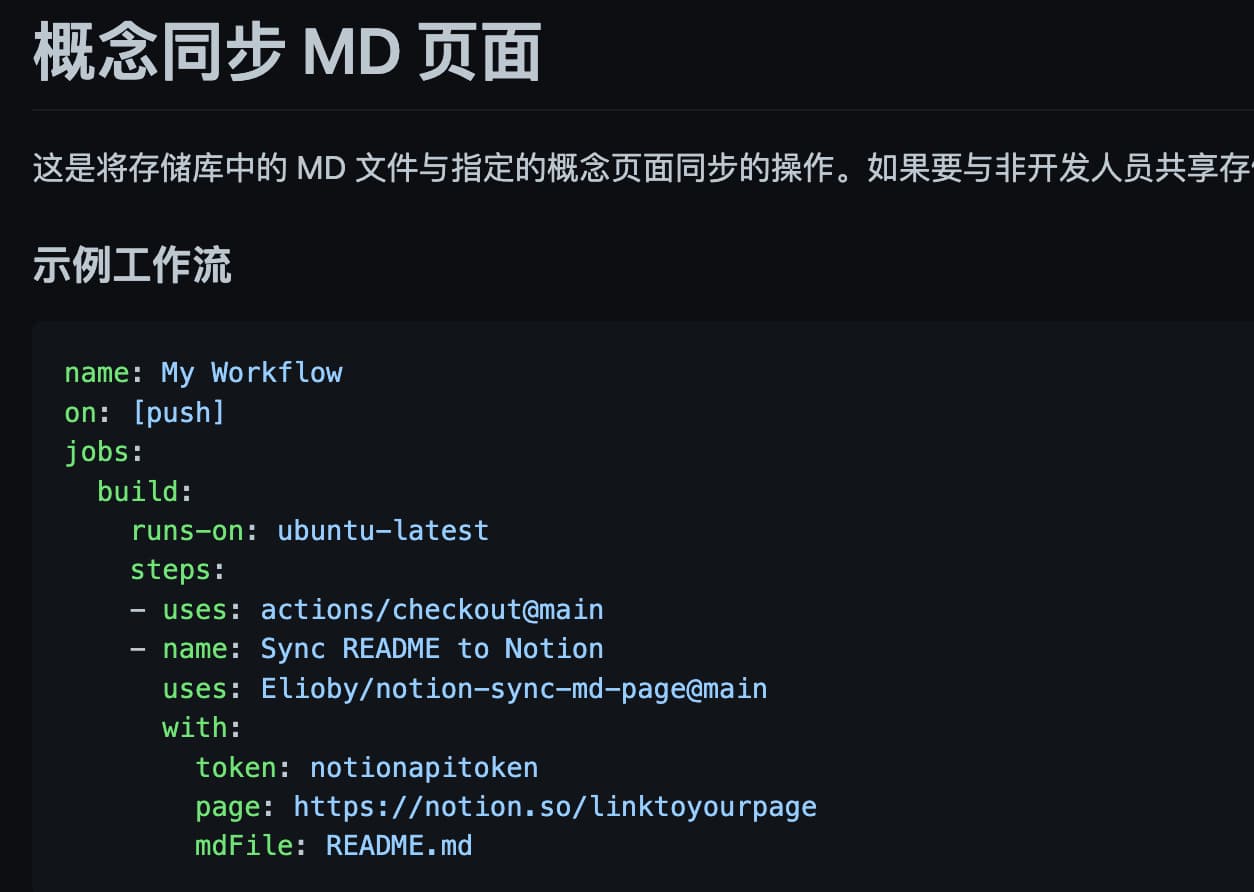 概念同步 MD 页面
这是将存储库中的 MD 文件与指定的概念页面同步的操作。如果要与非开发人员共享存
示例工作流
name: My Workflow
on: [push]
jobs:
  build:
    runs-on: ubuntu-latest
    steps:
    - uses: actions/checkout@main
    - name: Sync README to Notion
      uses: Elioby/notion-sync-md-page@main
      with:
        token: notionapitoken
        page: https://notion.so/linktoyourpage
        mdFile: README.md